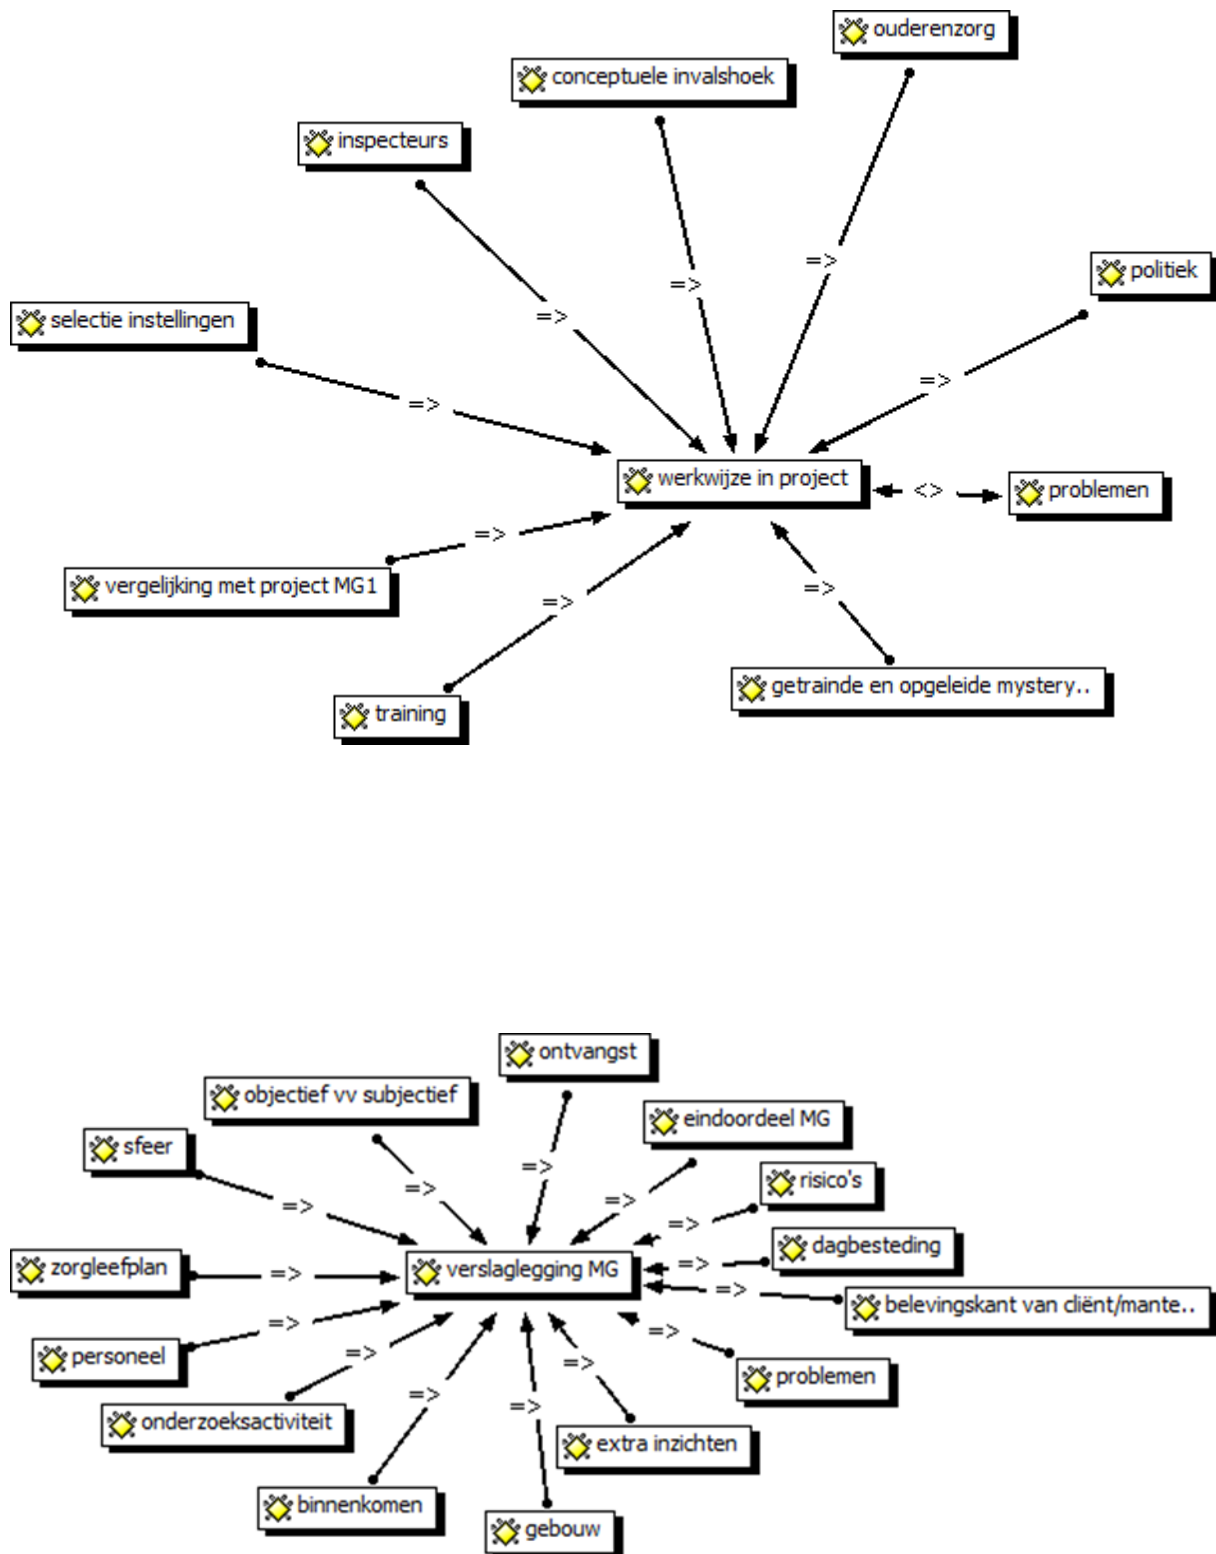 ouderenzorg
conceptuele invalshoek
inspecteurs
=>
politiek
=>
selectie instellingen
=>
=>
=>
werkwijze in project
<>
problemen
=>
vergelijking met project MG1
=>
=>
getrainde en opgeleide mystery..
training
ontvangst
objectief vv subjectief
eindoordeel MG
sfeer
=>
risico's
=>
=>
=>
=>
dagbesteding
zorgleefplan
=>
verslaglegging MG
=>
=>
belevingskant van cliënt/mante..
=>
=>
personeel
=>
=>
problemen
=>
=>
onderzoeksactiviteit
extra inzichten
binnenkomen
gebouw